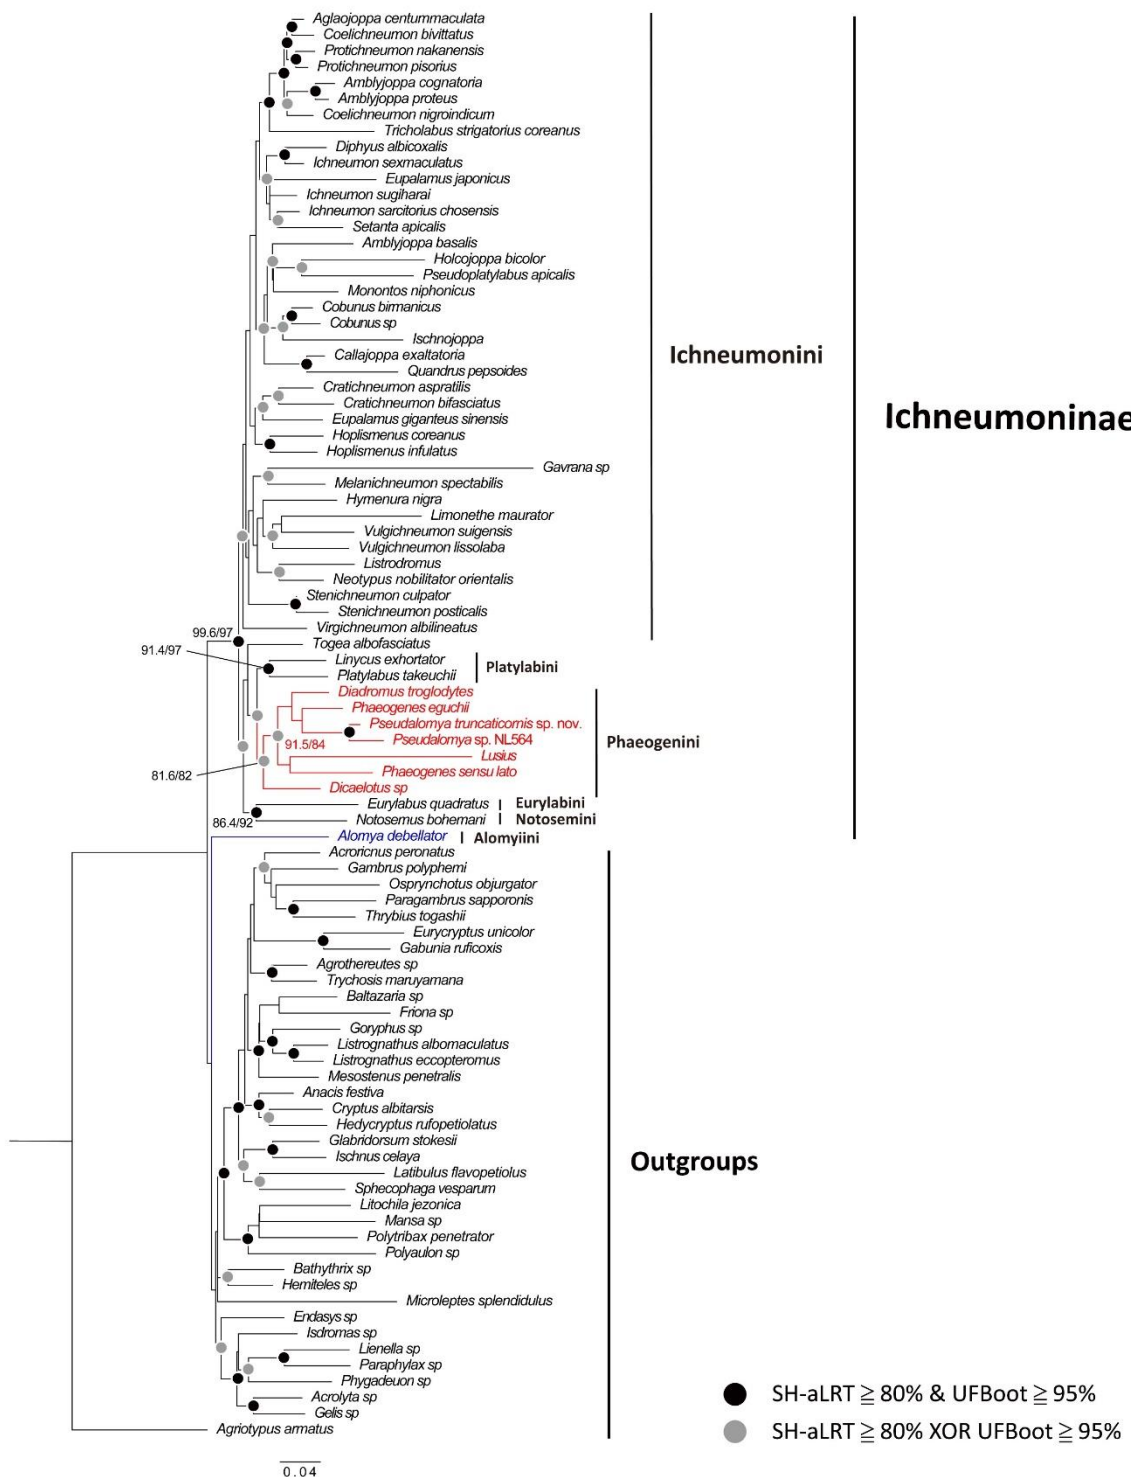 Aglaojoppa centummaculata
Coelichneumon bivittatus
Protichneumon nakanensis
Protichneumon pisorius
Amblyjoppa cognatoria
Amblyjoppa proteus
Coelichneumon nigroindicum
Tricholabus strigatorius coreanus
Diphyus albicoxalis
Ichneumon sexmaculatus
Eupalamus japonicus
Ichneumon sugiharai
Ichneumon sarcitorius chosensis
Setanta apicalis
Amblyjoppa basalis
Holcojoppa bicolor
Pseudoplatylabus apicalis
Monontos niphonicus
Cobunus birmanicus
Cobunus sp
Ischnojoppa
Callajoppa exaltatoria
Quandrus pepsoides
Cratichneumon aspratilis
Cratichneumon bifasciatus
Eupalamus giganteus sinensis
Hoplismenus coreanus
Hoplismenus infulatus
Gavrana sp
Melanichneumon spectabilis
Hymenura nigra
Limonethe maurator
Vulgichneumon suigensis
Vulgichneumon lissolaba
Listrodromus
Neotypus nobilitator orientalis
Stenichneumon culpator
Stenichneumon posticalis
Virgichneumon albilineatus
Ichneumonini
Ichneumoninae
99.6/97
Togea albofasciatus
91.4/97
Linycus exhortator
Platylabus takeuchii
Platylabini
Diadromus troglodytes
Phaeogenes eguchii
Pseudalomya truncaticornis sp. nov.
Pseudalomya sp. NL564
91.5/84
Lusius
Phaeogenes sensu lato
Dicaelotus sp
Phaeogenini
81.6/82
Eurylabus quadratus Eurylabini
Notosemus bohemani Notosemini
86.4/92
Alomya debellator Alomyiini
Acroricnus peronatus
Gambrus polyphemi
Osprynchotus objurgator
Paragambrus sapporonis
Thrybius togashii
Eurycryptus unicolor
Gabunia ruficoxis
Agrothereutes sp
Trychosis maruyamana
Baltazaria sp
Friona sp
Goryphus sp
Listrognathus albomaculatus
Listrognathus eccopteromus
Mesostenus penetralis
Anacis festiva
Cryptus albitarsis
Hedycryptus rufopetiolatus
Glabridorsum stokesii
Ischnus celaya
Latibulus flavopetiolus
Sphecophaga vesparum
Litochila jezonica
Mansa sp
Polytribax penetrator
Polyaulon sp
Bathythrix sp
Hemiteles sp
Microleptes splendidulus
Endasys sp
Isdromas sp
Lienella sp
Paraphylax sp
Phygadeuon sp
Acrolyta sp
Gelis sp
Agriotypus armatus
Outgroups
SH-aLRT ≧ 80% & UFBoot ≧ 95%
SH-aLRT ≧ 80% XOR UFBoot ≧ 95%
0.04